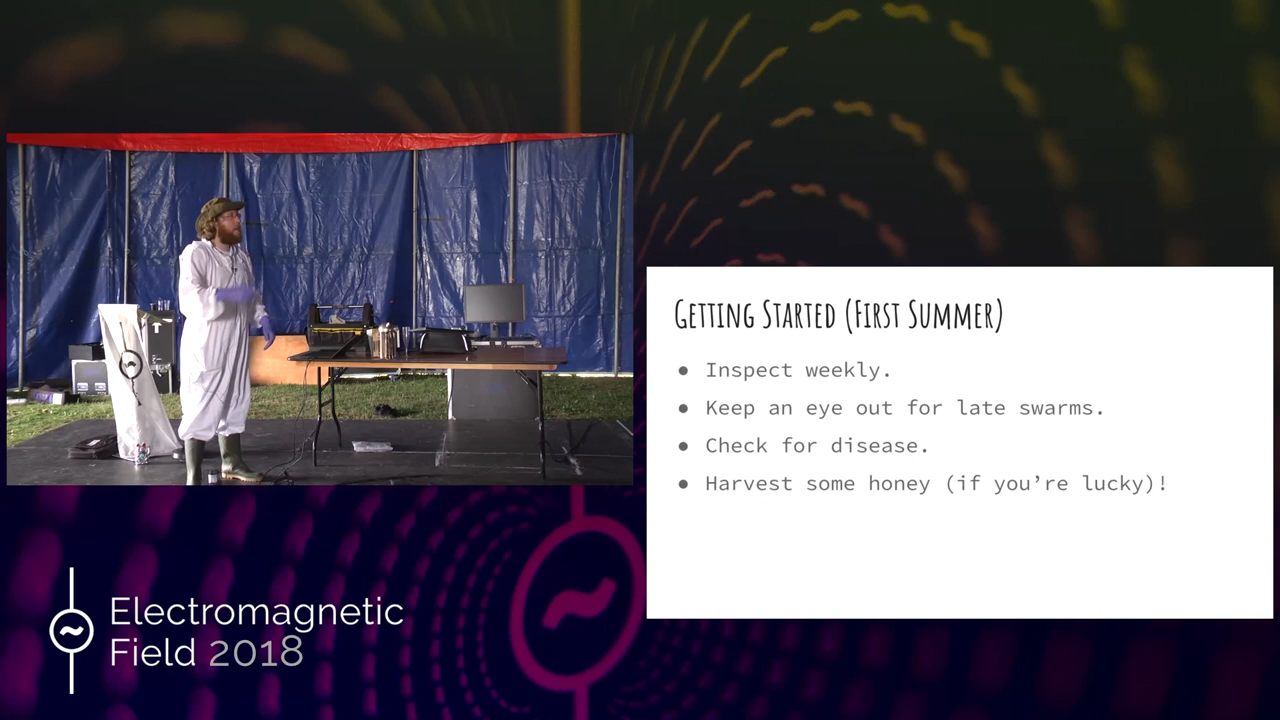 Getting Started (First Summer)
● Inspect weekly.
● Keep an eye out for late swarms.
● Check for disease.
● Harvest some honey (if you’re lucky)!
Electromagnetic
Field 2018